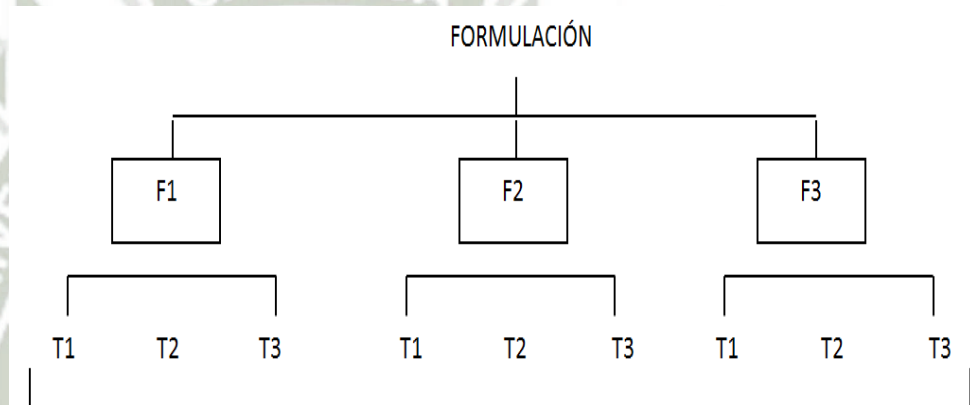 FORMULACIÓN
F1 F2 F3
T1 T2 T3 T1 T2 T3 T1 T2 T3